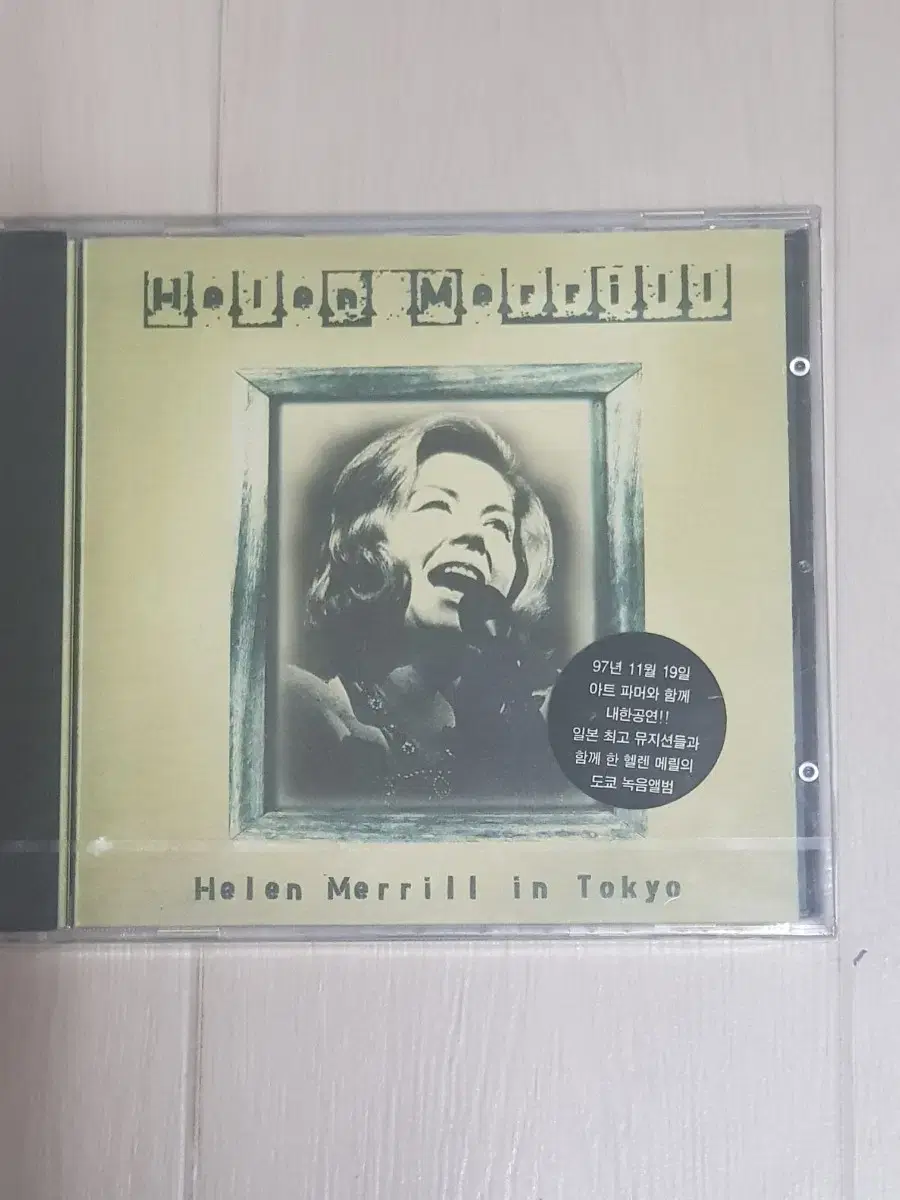 Helen Merrill
97년 11월 19일
아트 파머와 함께
내한공연!!
일본 최고 뮤지션들과
함께 한 헬렌 메릴의
도쿄 녹음앨범
Helen Merrill in Tokyo